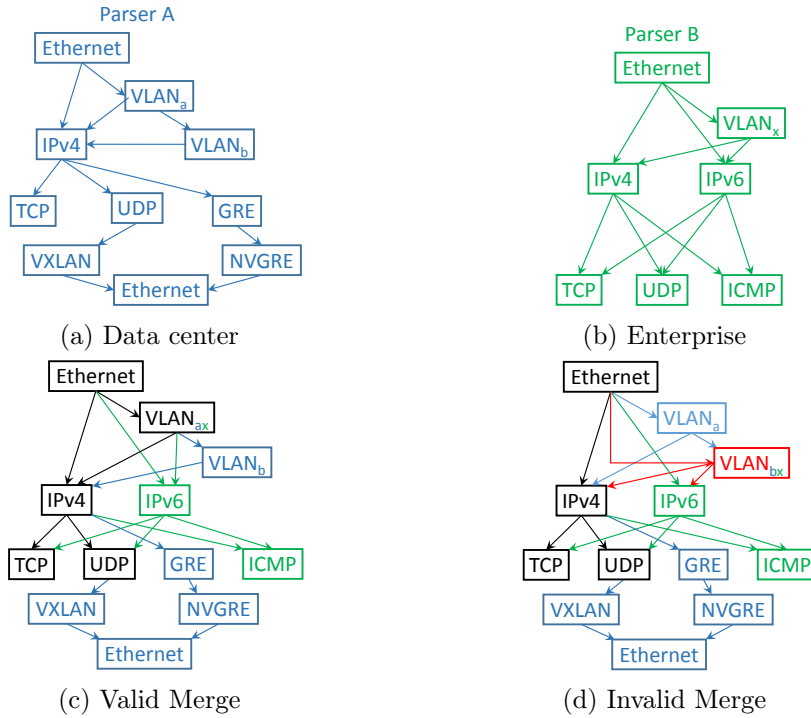 Parser A
Ethernet
VLANa
IPv4
VLANb
TCP
UDP
GRE
VXLAN
NVGRE
Ethernet
(a) Data center
Parser B
Ethernet
VLANx
IPv4 IPv6
TCP UDP ICMP
(b) Enterprise
Ethernet
VLANax
VLANb
IPv4 IPv6
TCP UDP GRE ICMP
VXLAN NVGRE
Ethernet
(c) Valid Merge
Ethernet
VLANa
VLANbx
IPv4 IPv6
TCP UDP GRE ICMP
VXLAN NVGRE
Ethernet
(d) Invalid Merge